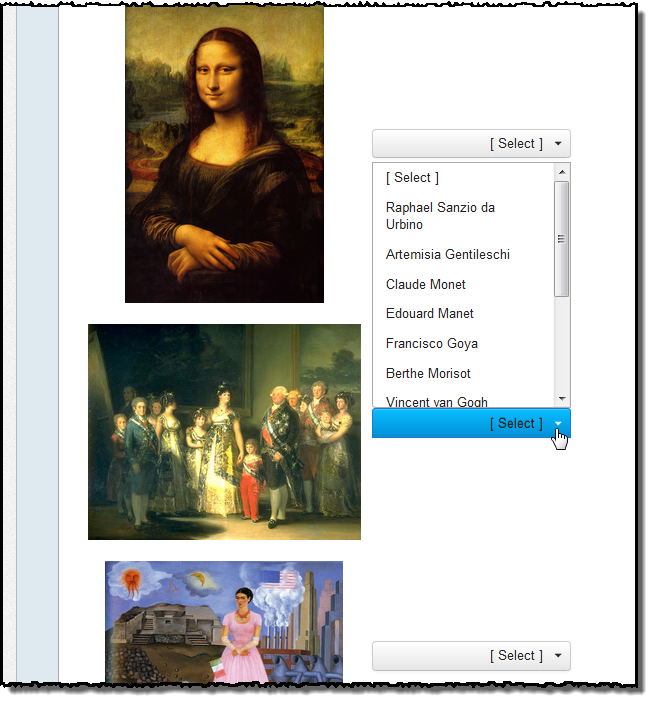 [ Select ]
[ Select ]
Raphael Sanzio da
Urbino
Artemisia Gentileschi
Claude Monet
Edouard Manet
Francisco Goya
Berthe Morisot
Vincent van Gogh
[ Select ]
[ Select ]